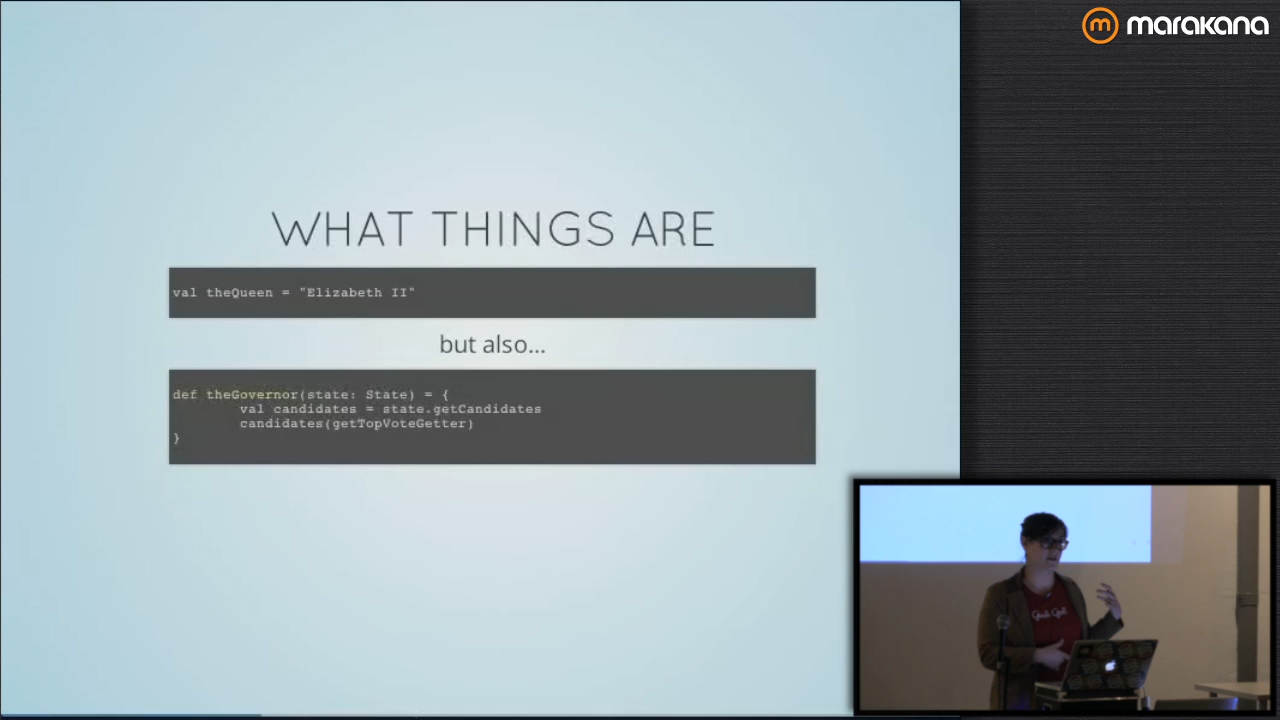 marakana
WHAT THINGS ARE
val theQueen = "Elizabeth II"
but also...
def theGovernor(state: State) = {
val candidates = state.getCandidates
candidates(getTopVoteGetter)
}